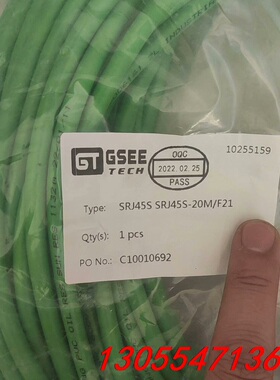 GT GSEE
TECH
OQC
2022.02.25
PASS
10255159
Type: SRJ45S SRJ45S-20M/F21
Qty(s): 1 pcs
PO No.: C10010692
13055547136